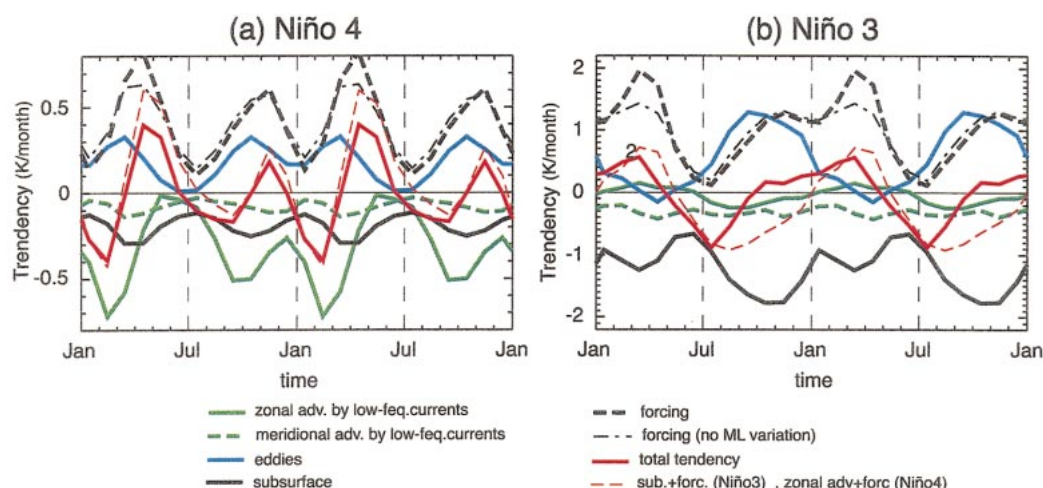 (a) Niño 4
(b) Niño 3
Trendency (K/month)
0.5
0
-0.5
Jan
Jul
Jan
Jul
Jan
time
Trendency (K/month)
2
1
0
-1
-2
2
Jan
Jul
Jan
Jul
Jan
time
zonal adv. by low-feq.currents
meridional adv. by low-feq.currents
eddies
subsurface
forcing
forcing (no ML variation)
total tendency
sub.+forc. (Niño3) , zonal adv+forc (Niño4)